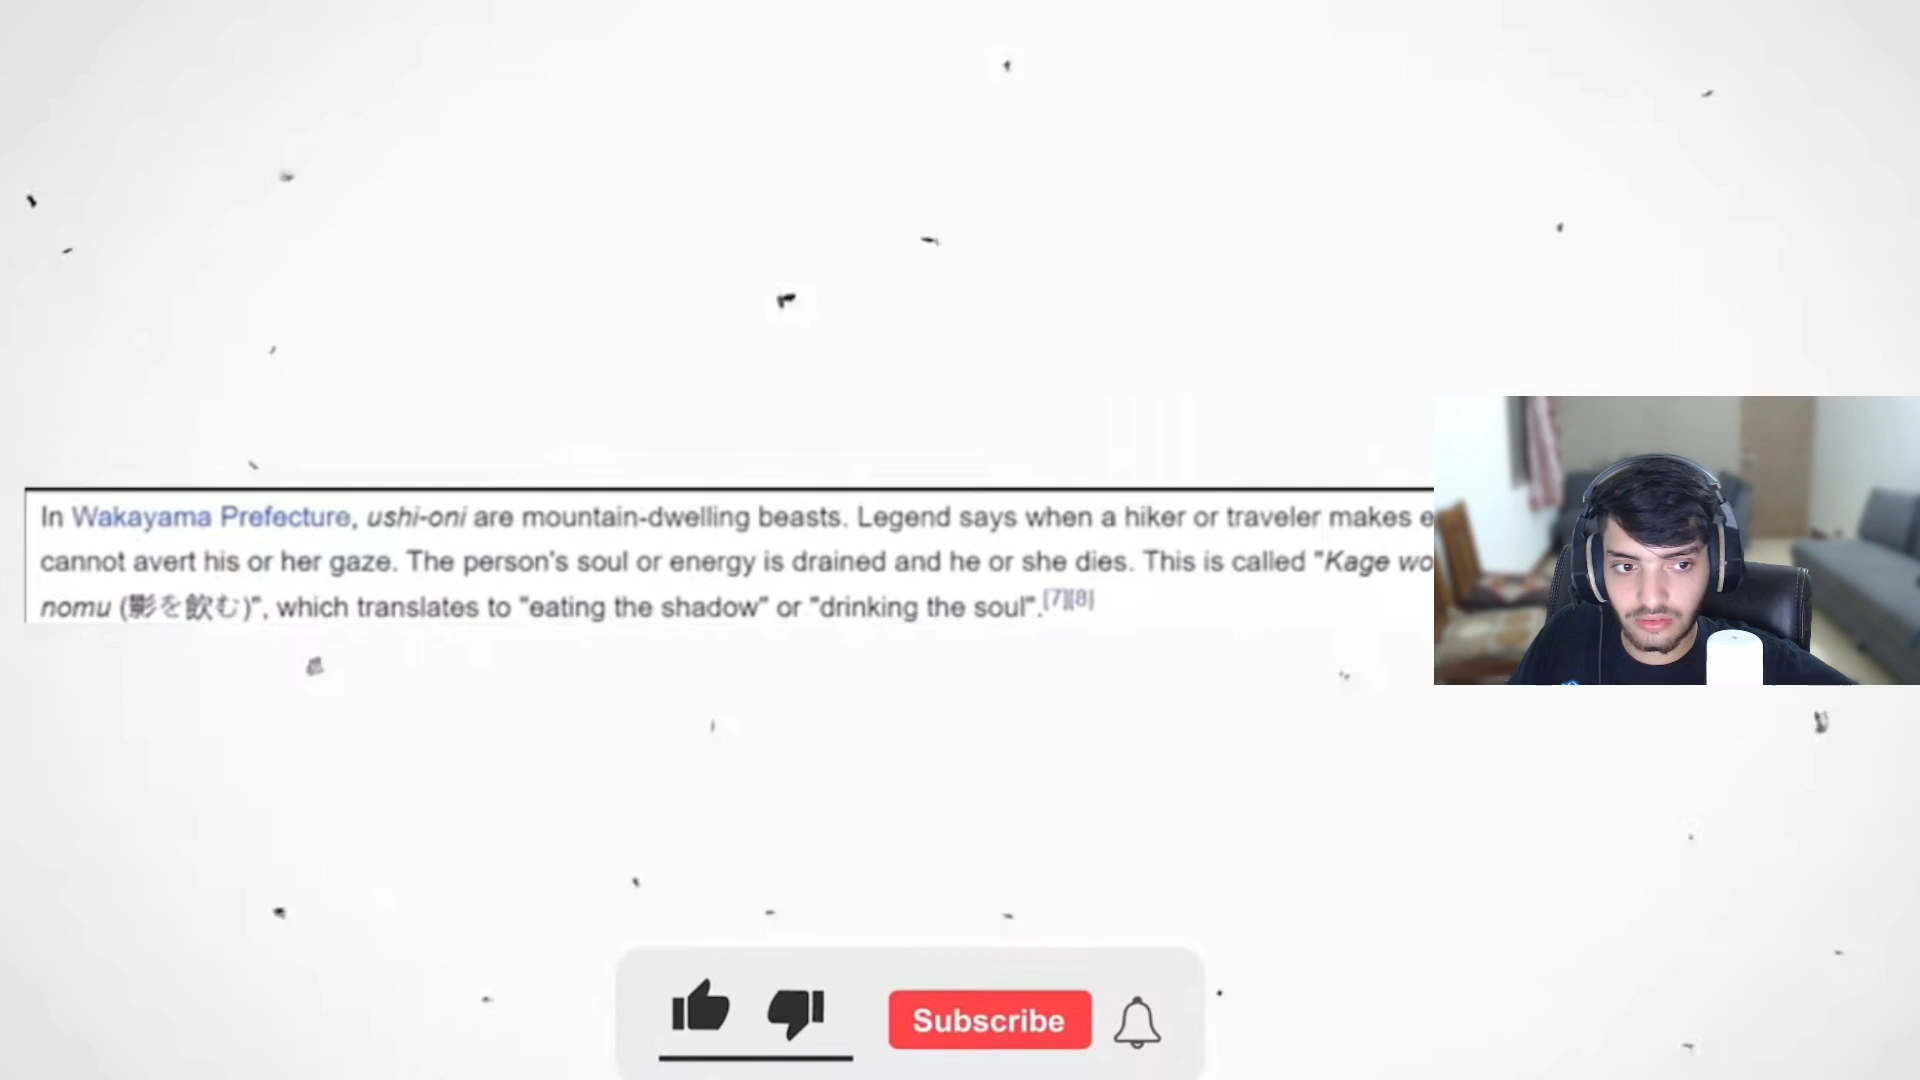 In Wakayama Prefecture, ushi-oni are mountain-dwelling beasts. Legend says when a hiker or traveler makes
cannot avert his or her gaze. The person's soul or energy is drained and he or she dies. This is called "Kage wo
nomu (影を飲む)", which translates to "eating the shadow" or "drinking the soul".[7][8]
Subscribe